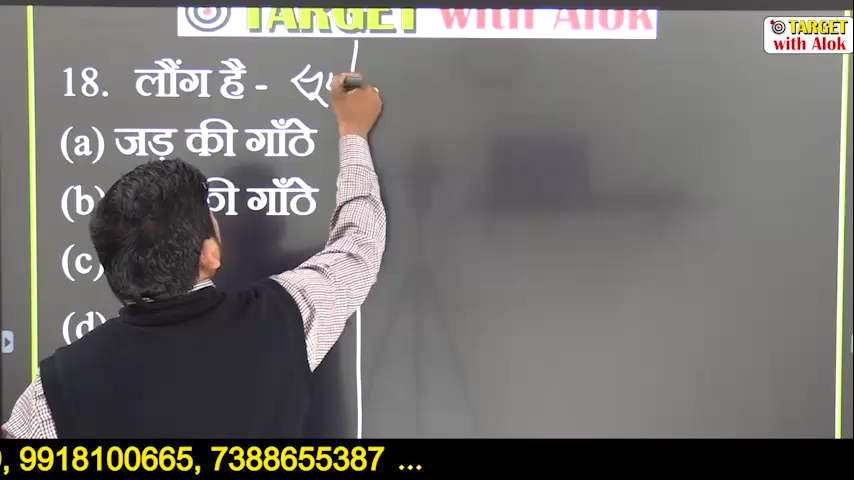 TARGET with Alok
TARGET
with Alok
18. लौंग है -
(a) जड़ की गाँठे
(b) की गाँठे
(c)
(d)
, 9918100665, 7388655387 ...